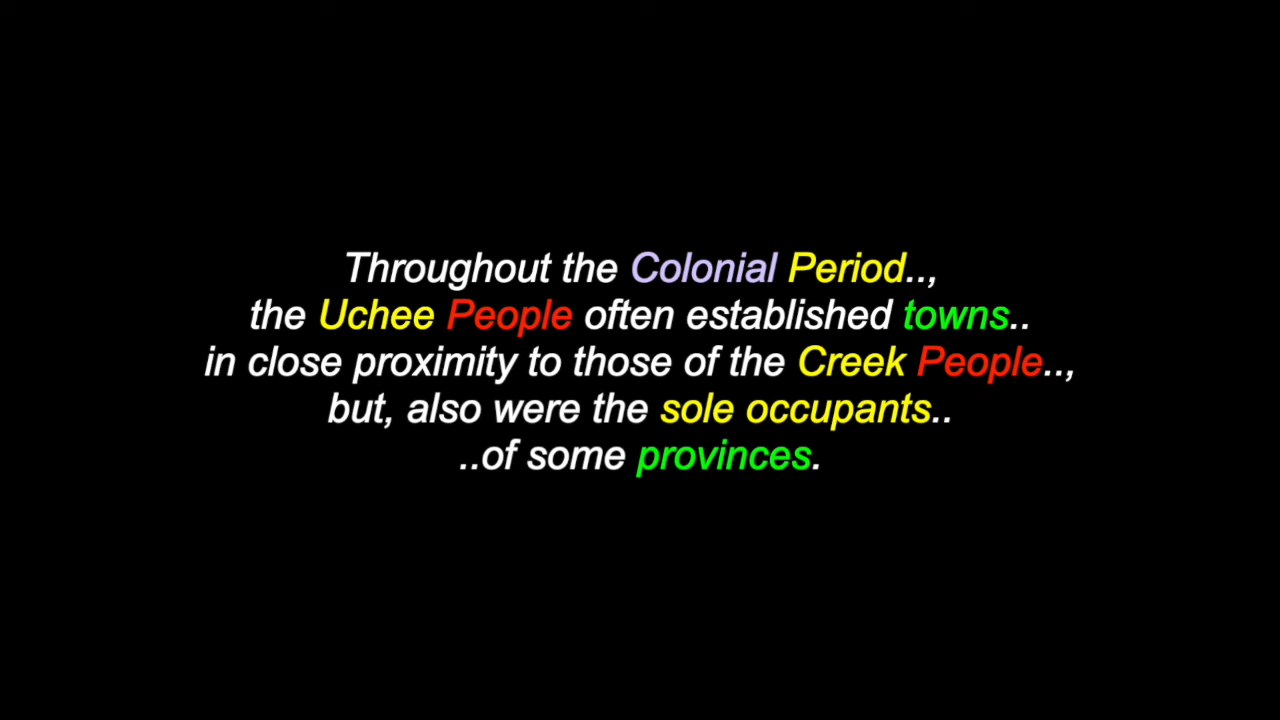 Throughout the Colonial Period..,
the Uchee People often established towns..
in close proximity to those of the Creek People..,
but, also were the sole occupants..
..of some provinces.